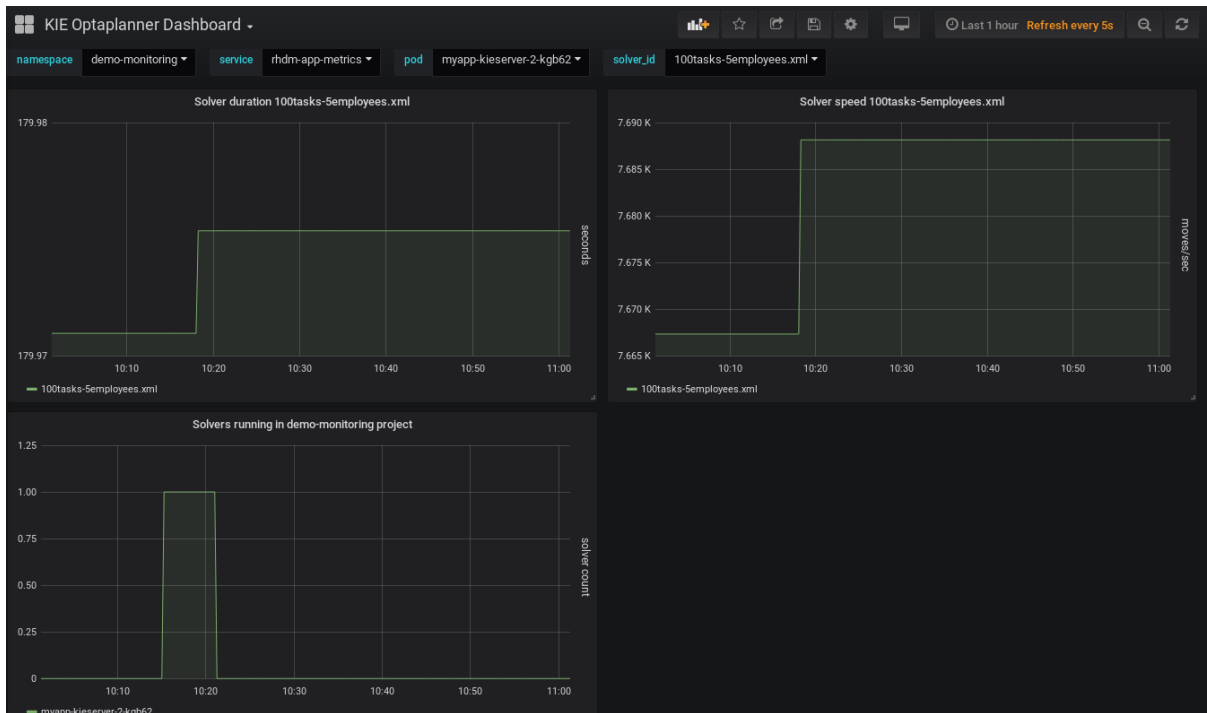 KIE Optaplanner Dashboard
Last 1 hour Refresh every 5s
namespace demo-monitoring service rhdm-app-metrics pod myapp-kieserver-2-kgb62 solver_id 100tasks-5employees.xml
Solver duration 100tasks-5employees.xml
179.98
179.97
seconds
10:10 10:20 10:30 10:40 10:50 11:00
100tasks-5employees.xml
Solver speed 100tasks-5employees.xml
7.690 K
7.685 K
7.680 K
7.675 K
7.670 K
7.665 K
moves/sec
10:10 10:20 10:30 10:40 10:50 11:00
100tasks-5employees.xml
Solvers running in demo-monitoring project
1.25
1.00
0.75
0.50
0.25
0
solver count
10:10 10:20 10:30 10:40 10:50 11:00
myapp-kieserver-2-kgb62